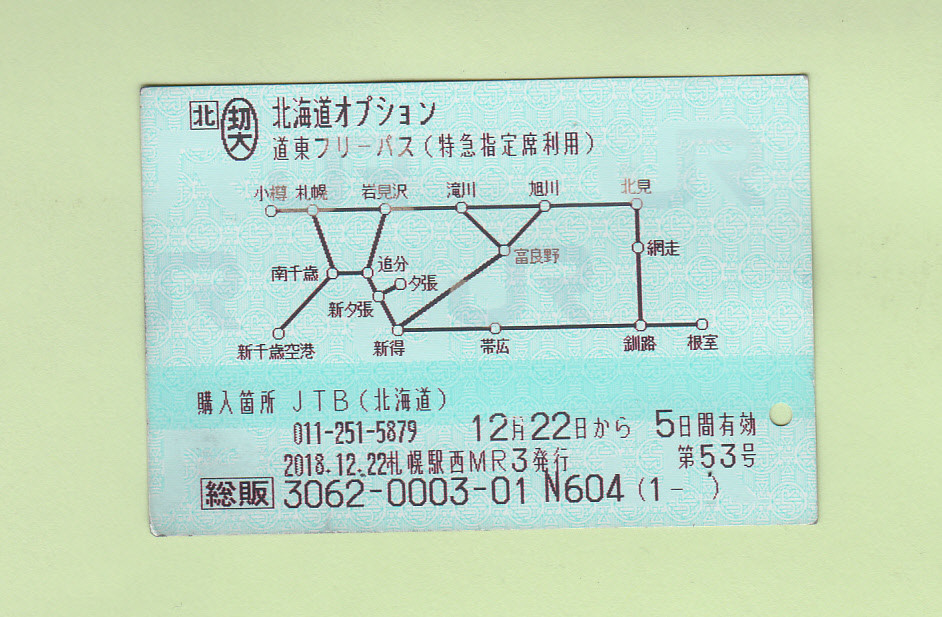 北 企 北海道オプション
道東フリーパス(特急指定席利用)
小樽 札幌 岩見沢 滝川 旭川 北見
網走
富良野
南千歳 追分
夕張
新夕張
新千歳空港 新得 帯広 釧路 根室
購入箇所 JTB(北海道)
011-251-5879 12月22日から 5日間有効
2018.12.22札幌駅西MR3発行 第53号
総販 3062-0003-01 N604 (1- )